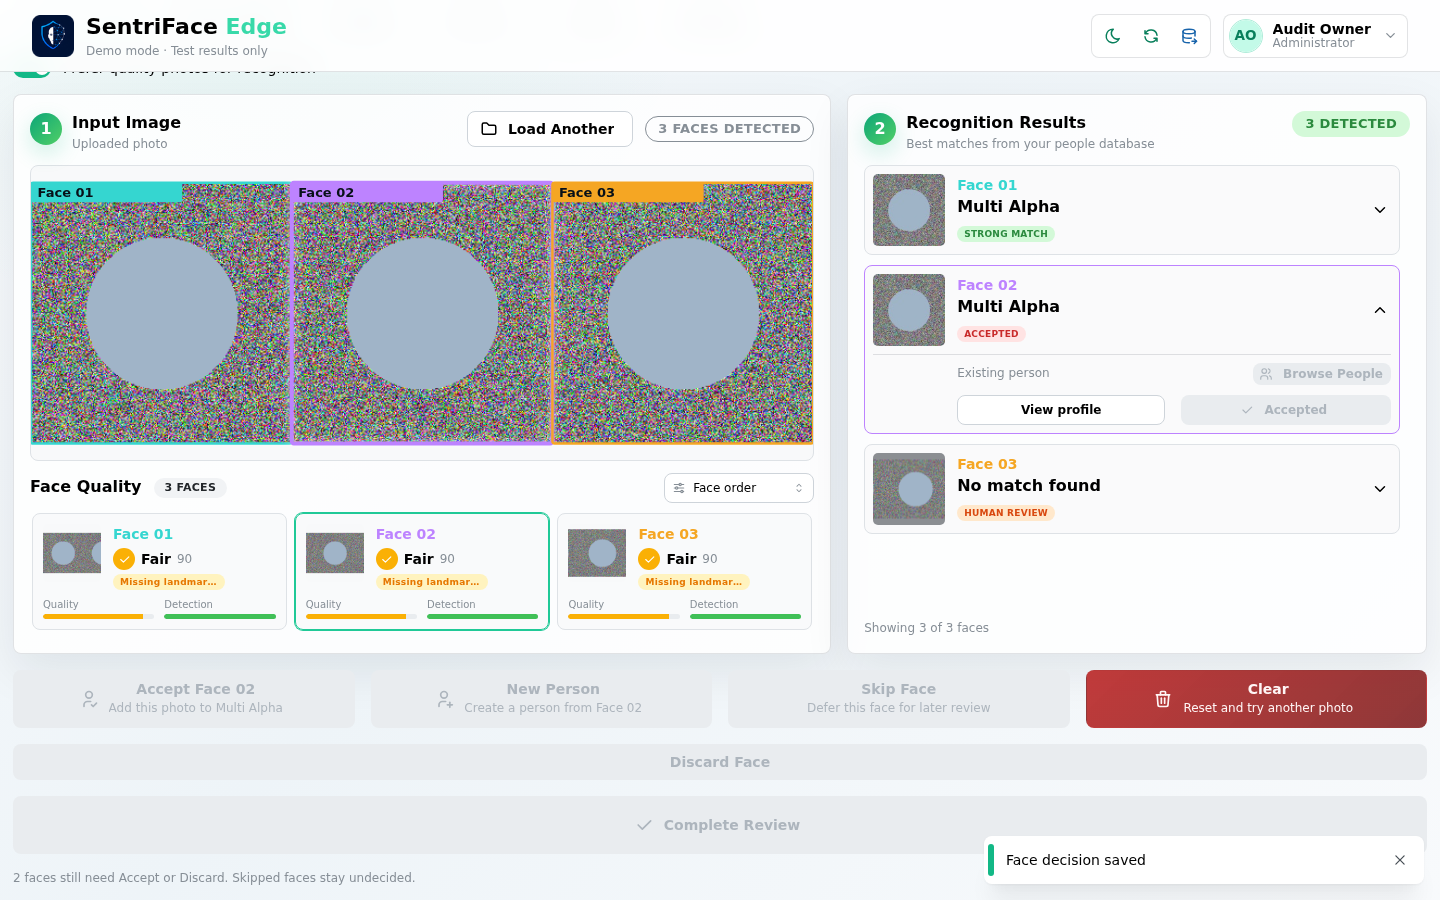 SentriFace Edge
Demo mode · Test results only
AO
Audit Owner
Administrator
1
Input Image
Uploaded photo
Load Another
3 FACES DETECTED
Face 01
Face 02
Face 03
Face Quality
3 FACES
Face order
Face 01
Fair 90
Missing landmar...
Quality
Detection
Face 02
Fair 90
Missing landmar...
Quality
Detection
Face 03
Fair 90
Missing landmar...
Quality
Detection
2
Recognition Results
Best matches from your people database
3 DETECTED
Face 01
Multi Alpha
STRONG MATCH
Face 02
Multi Alpha
ACCEPTED
Existing person
Browse People
View profile
Accepted
Face 03
No match found
HUMAN REVIEW
Showing 3 of 3 faces
Accept Face 02
Add this photo to Multi Alpha
New Person
Create a person from Face 02
Skip Face
Defer this face for later review
Clear
Reset and try another photo
Discard Face
Complete Review
Face decision saved
2 faces still need Accept or Discard. Skipped faces stay undecided.